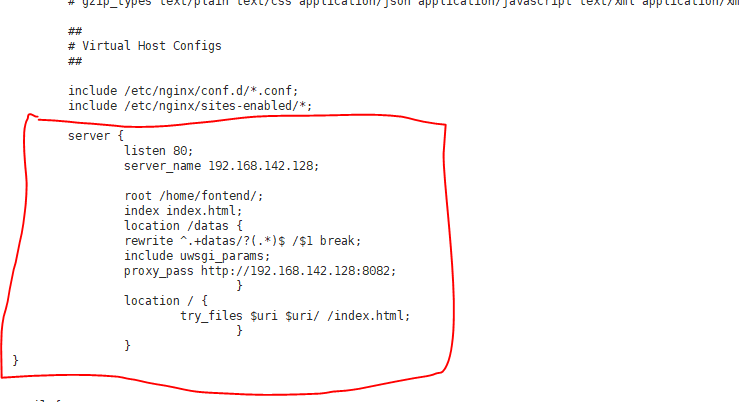 # gzip_types text/plain text/css application/json application/javascript text/xml
##
# Virtual Host Configs
##
include /etc/nginx/conf.d/*.conf;
include /etc/nginx/sites-enabled/*;
server {
listen 80;
server_name 192.168.142.128;
root /home/fontend/;
index index.html;
location /datas {
rewrite ^.+datas/?(.*)$ /$1 break;
include uwsgi_params;
proxy_pass http://192.168.142.128:8082;
}
location / {
try_files $uri $uri/ /index.html;
}
}
}